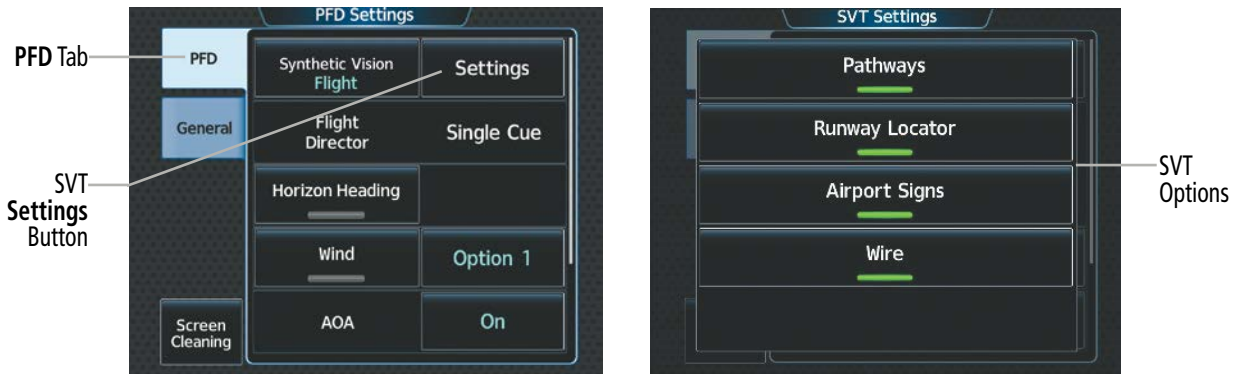 PFD Settings
PFD Tab
PFD
General
Synthetic Vision
Flight
Settings
Flight
Director
Single Cue
Horizon Heading
Wind
Option 1
AOA
On
Screen
Cleaning
SVT
Settings
Button
SVT Settings
Pathways
Runway Locator
Airport Signs
Wire
SVT
Options